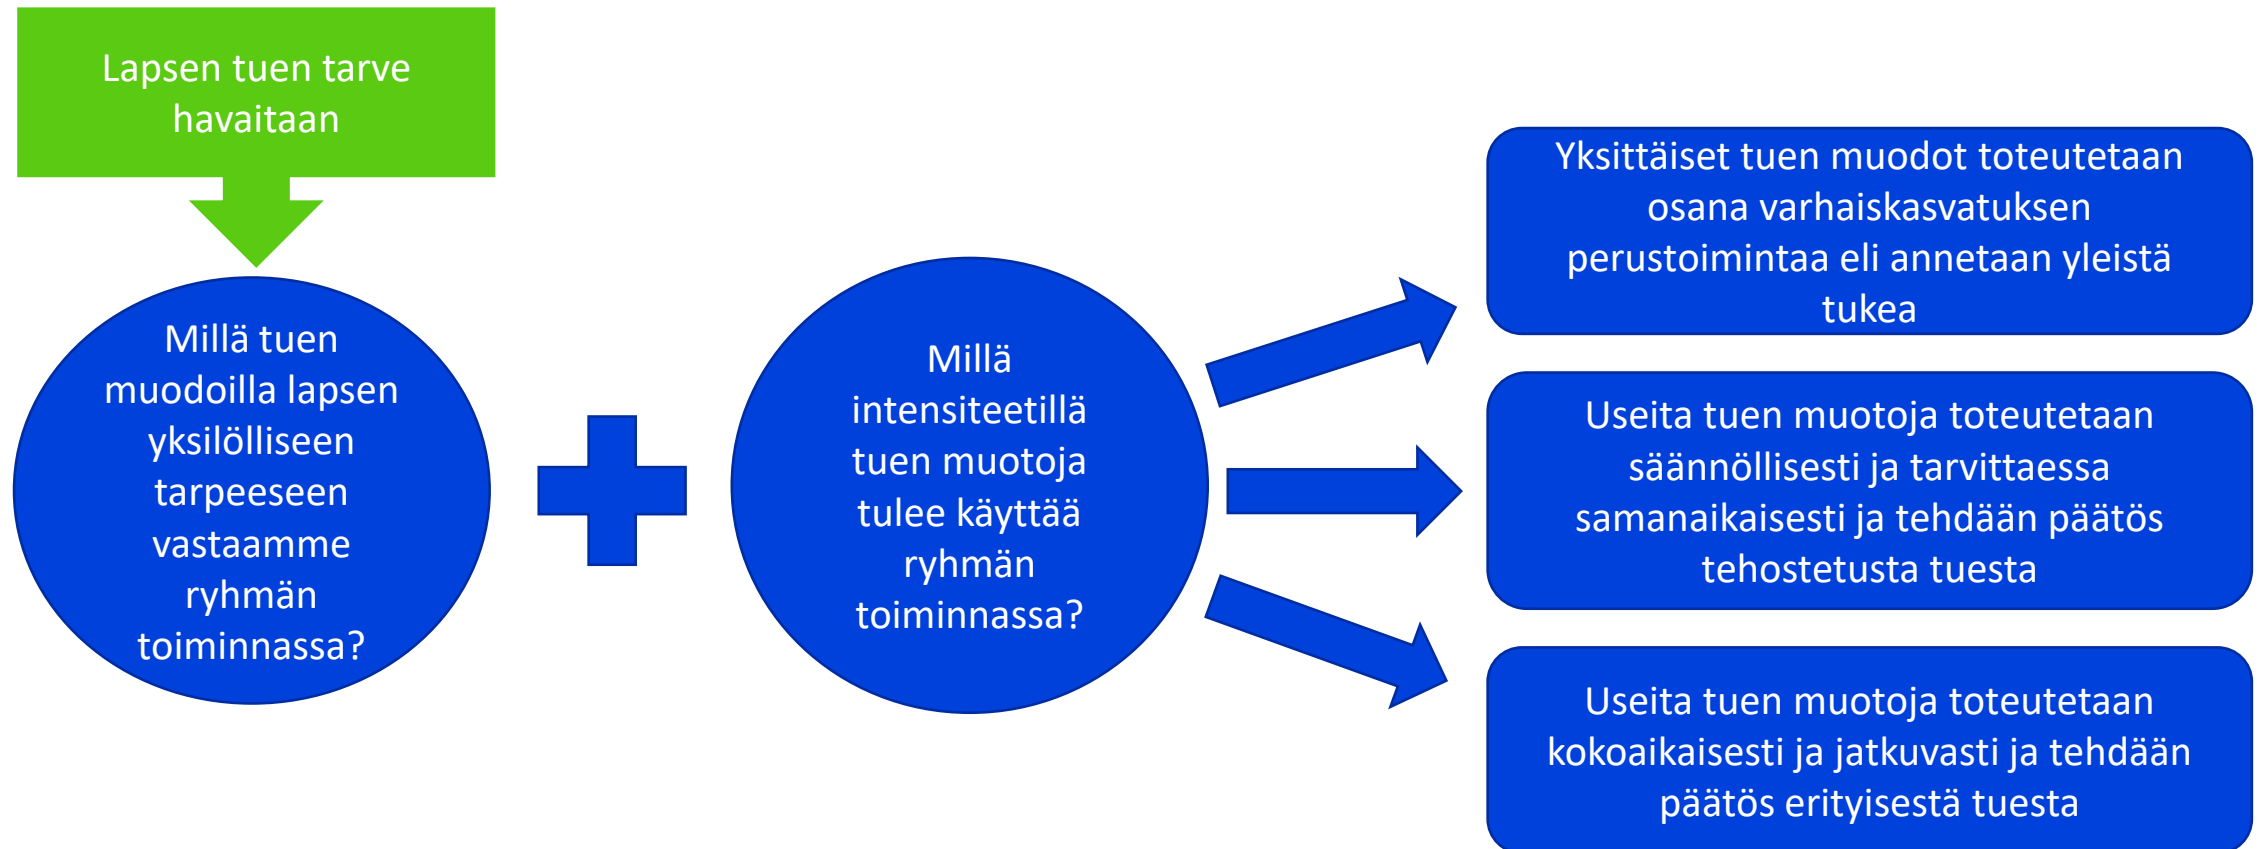 Lapsen tuen tarve
havaitaan
Millä tuen
muodoilla lapsen
yksilölliseen
tarpeeseen
vastaamme
ryhmän
toiminnassa?
Millä
intensiteetillä
tuen muotoja
tulee käyttää
ryhmän
toiminnassa?
Yksittäiset tuen muodot toteutetaan
osana varhaiskasvatuksen
perustoimintaa eli annetaan yleistä
tukea
Useita tuen muotoja toteutetaan
säännöllisesti ja tarvittaessa
samanaikaisesti ja tehdään päätös
tehostetusta tuesta
Useita tuen muotoja toteutetaan
kokoaikaisesti ja jatkuvasti ja tehdään
päätös erityisestä tuesta